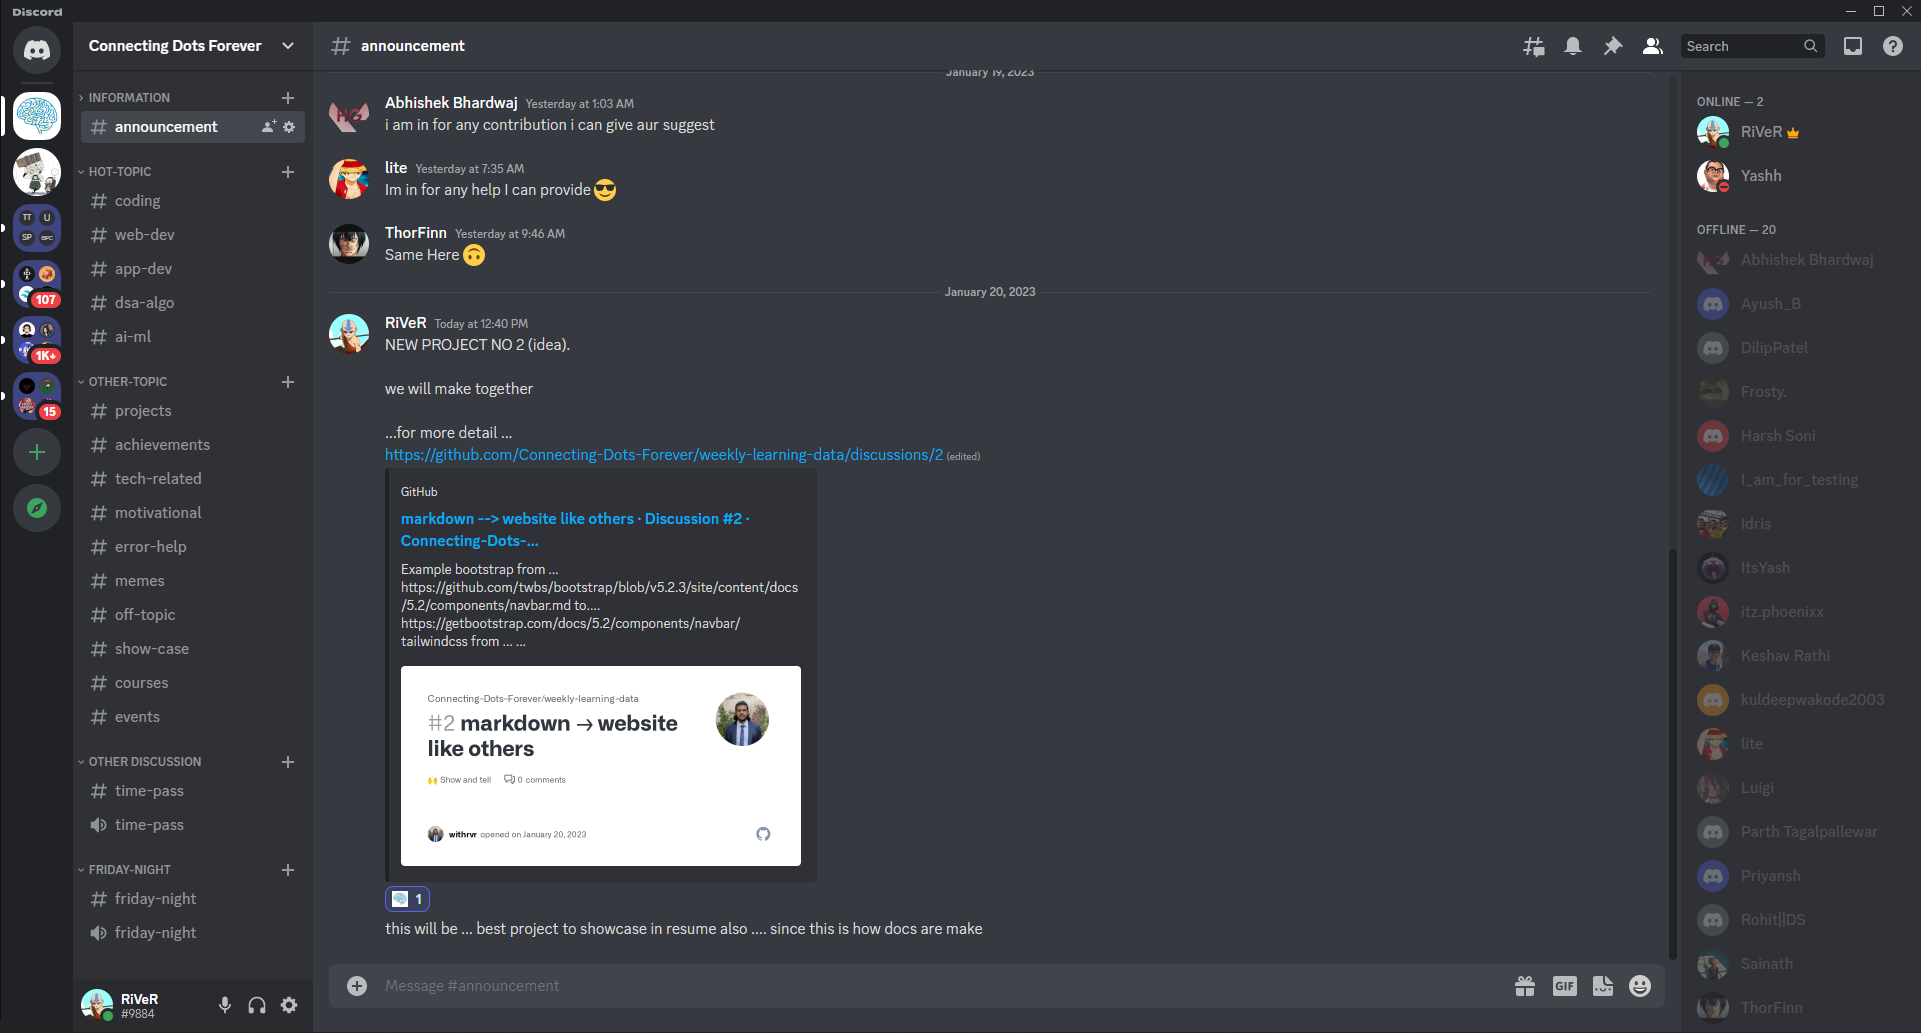 Discord
Connecting Dots Forever
INFORMATION
announcement
HOT-TOPIC
coding
web-dev
app-dev
dsa-algo
ai-ml
OTHER-TOPIC
projects
achievements
tech-related
motivational
error-help
memes
off-topic
show-case
courses
events
OTHER DISCUSSION
time-pass
time-pass
FRIDAY-NIGHT
friday-night
friday-night
RiVeR
#9884
TT U
SP GPC
107
1K+
15
announcement
Search
January 19, 2023
Abhishek Bhardwaj Yesterday at 1:03 AM
i am in for any contribution i can give aur suggest
lite Yesterday at 7:35 AM
Im in for any help I can provide
ThorFinn Yesterday at 9:46 AM
Same Here
January 20, 2023
RiVeR Today at 12:40 PM
NEW PROJECT NO 2 (idea).
we will make together
...for more detail ...
https://github.com/Connecting-Dots-Forever/weekly-learning-data/discussions/2 (edited)
GitHub
markdown --> website like others · Discussion #2 ·
Connecting-Dots-...
Example bootstrap from ...
https://github.com/twbs/bootstrap/blob/v5.2.3/site/content/docs
/5.2/components/navbar.md to....
https://getbootstrap.com/docs/5.2/components/navbar/
tailwindcss from ... ...
Connecting-Dots-Forever/weekly-learning-data
#2 markdown → website
like others
Show and tell 0 comments
withrvr opened on January 20, 2023
1
this will be ... best project to showcase in resume also .... since this is how docs are make
Message #announcement
GIF
ONLINE — 2
RiVeR
Yashh
OFFLINE — 20
Abhishek Bhardwaj
Ayush_B
DilipPatel
Frosty.
Harsh Soni
I_am_for_testing
Idris
ItsYash
itz.phoenixx
Keshav Rathi
kuldeepwakode2003
lite
Luigi
Parth Tagalpallewar
Priyansh
Rohit||DS
Sainath
ThorFinn